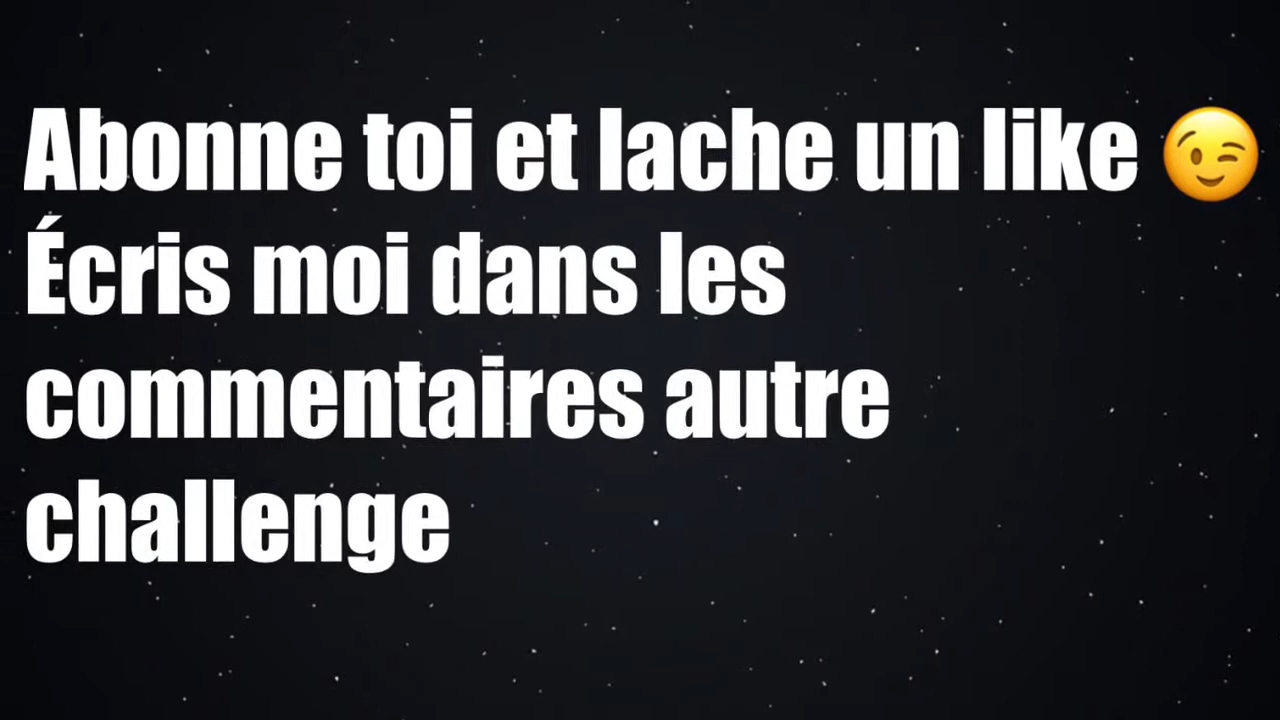 Abonne toi et lache un like 😉
Écris moi dans les
commentaires autre
challenge